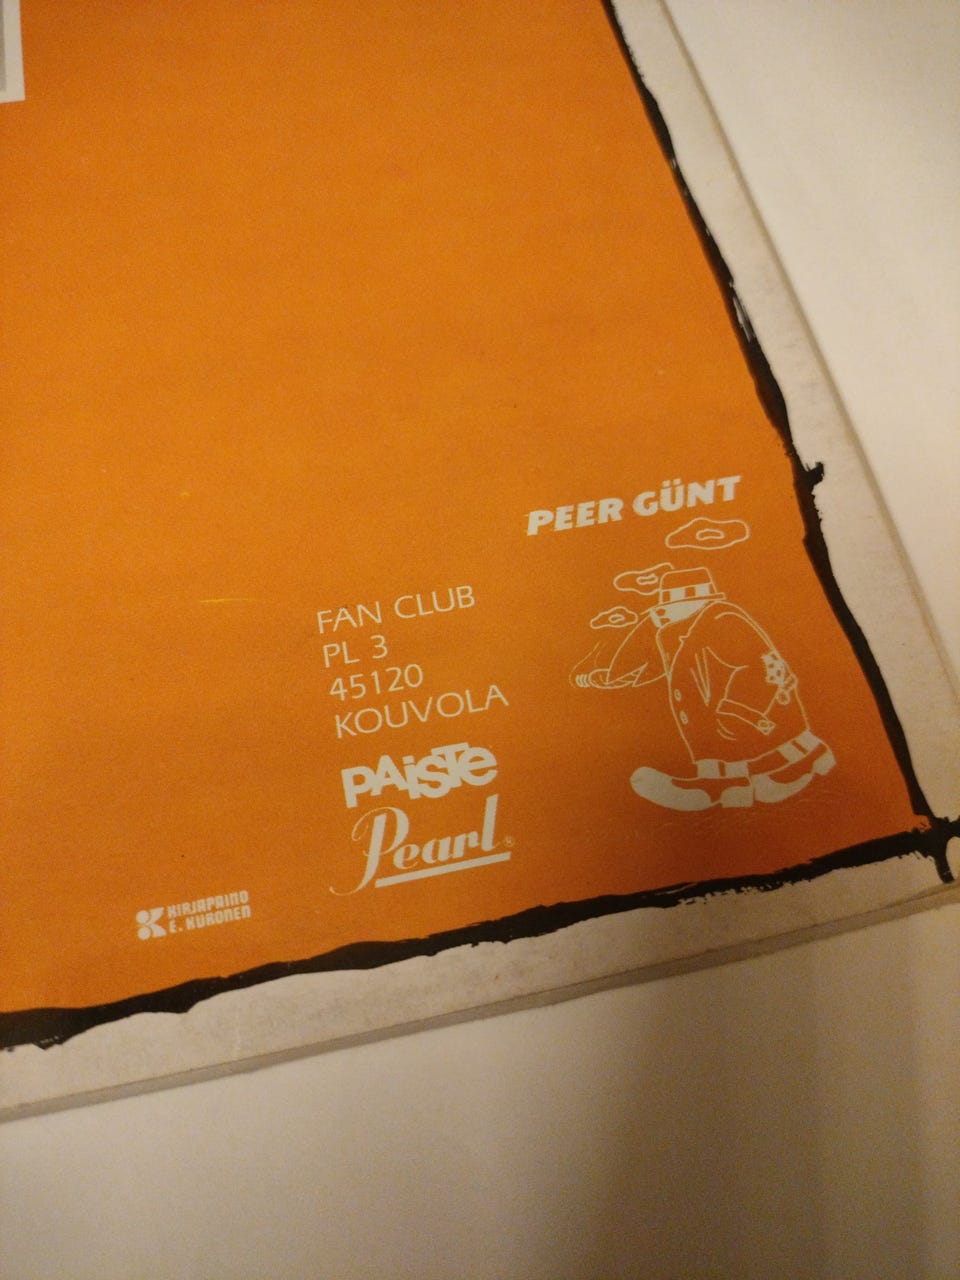 PEER GÜNT
FAN CLUB
PL 3
45120
KOUVOLA
PAiSTe
Pearl®
KIRJAPAINO
E. KURONEN